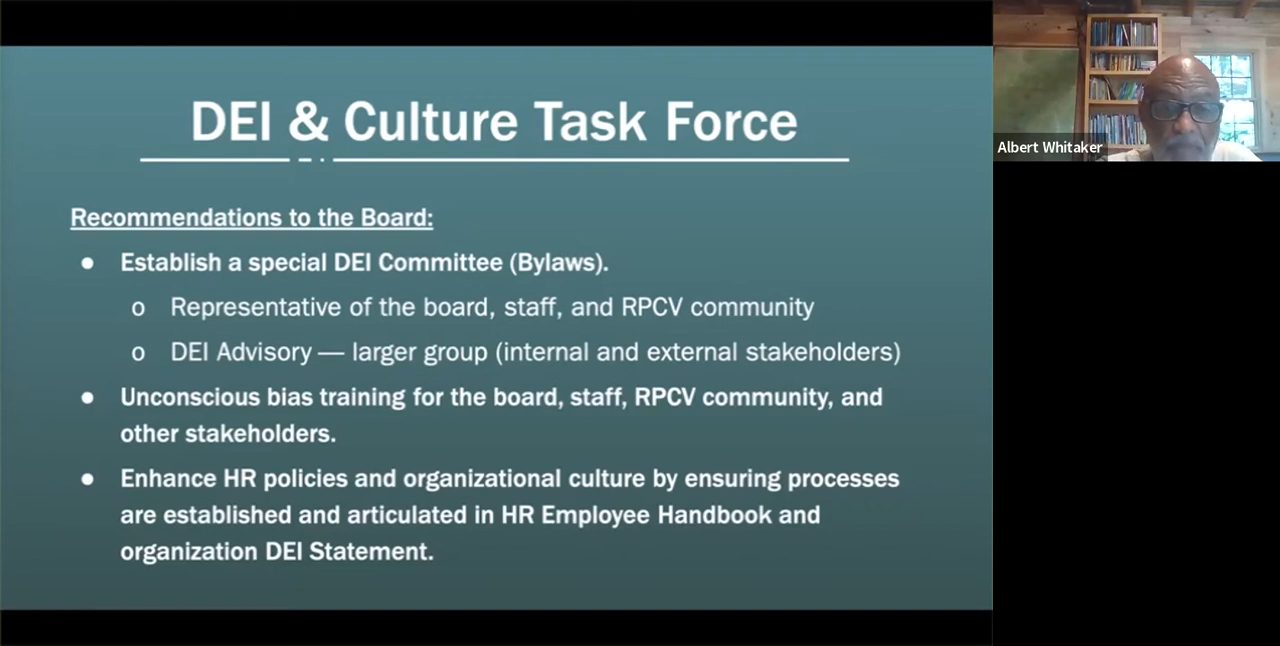 DEI & Culture Task Force
Recommendations to the Board:
● Establish a special DEI Committee (Bylaws).
o Representative of the board, staff, and RPCV community
o DEI Advisory — larger group (internal and external stakeholders)
● Unconscious bias training for the board, staff, RPCV community, and
other stakeholders.
● Enhance HR policies and organizational culture by ensuring processes
are established and articulated in HR Employee Handbook and
organization DEI Statement.
Albert Whitaker